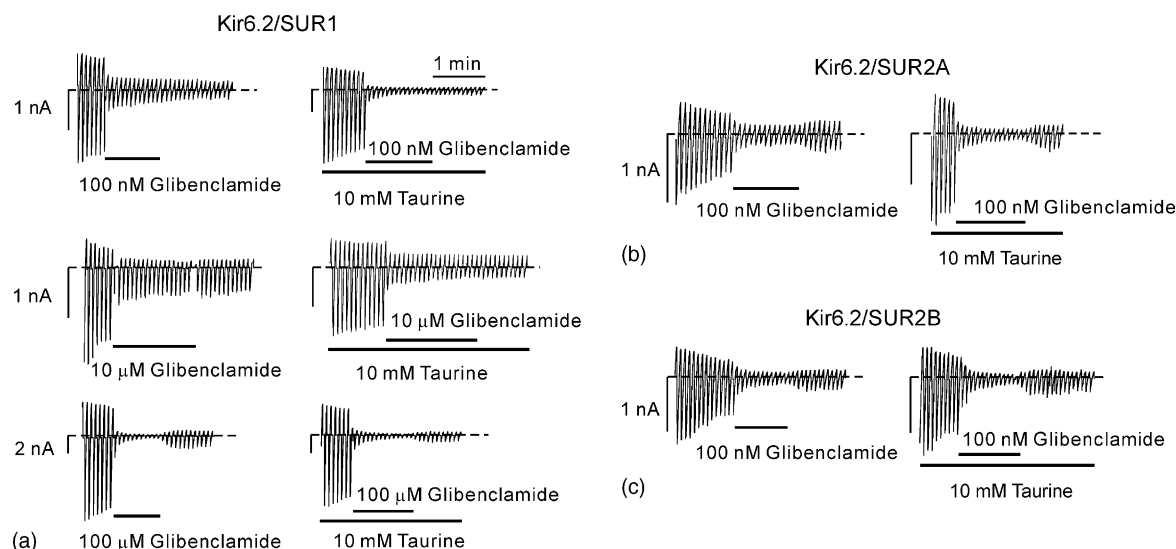 Kir6.2/SUR1
1 min
1 nA
100 nM Glibenclamide
100 nM Glibenclamide
10 mM Taurine
1 nA
10 μM Glibenclamide
10 μM Glibenclamide
10 mM Taurine
2 nA
100 μM Glibenclamide
100 μM Glibenclamide
10 mM Taurine
(a)
Kir6.2/SUR2A
1 nA
100 nM Glibenclamide
100 nM Glibenclamide
10 mM Taurine
(b)
Kir6.2/SUR2B
1 nA
100 nM Glibenclamide
100 nM Glibenclamide
10 mM Taurine
(c)